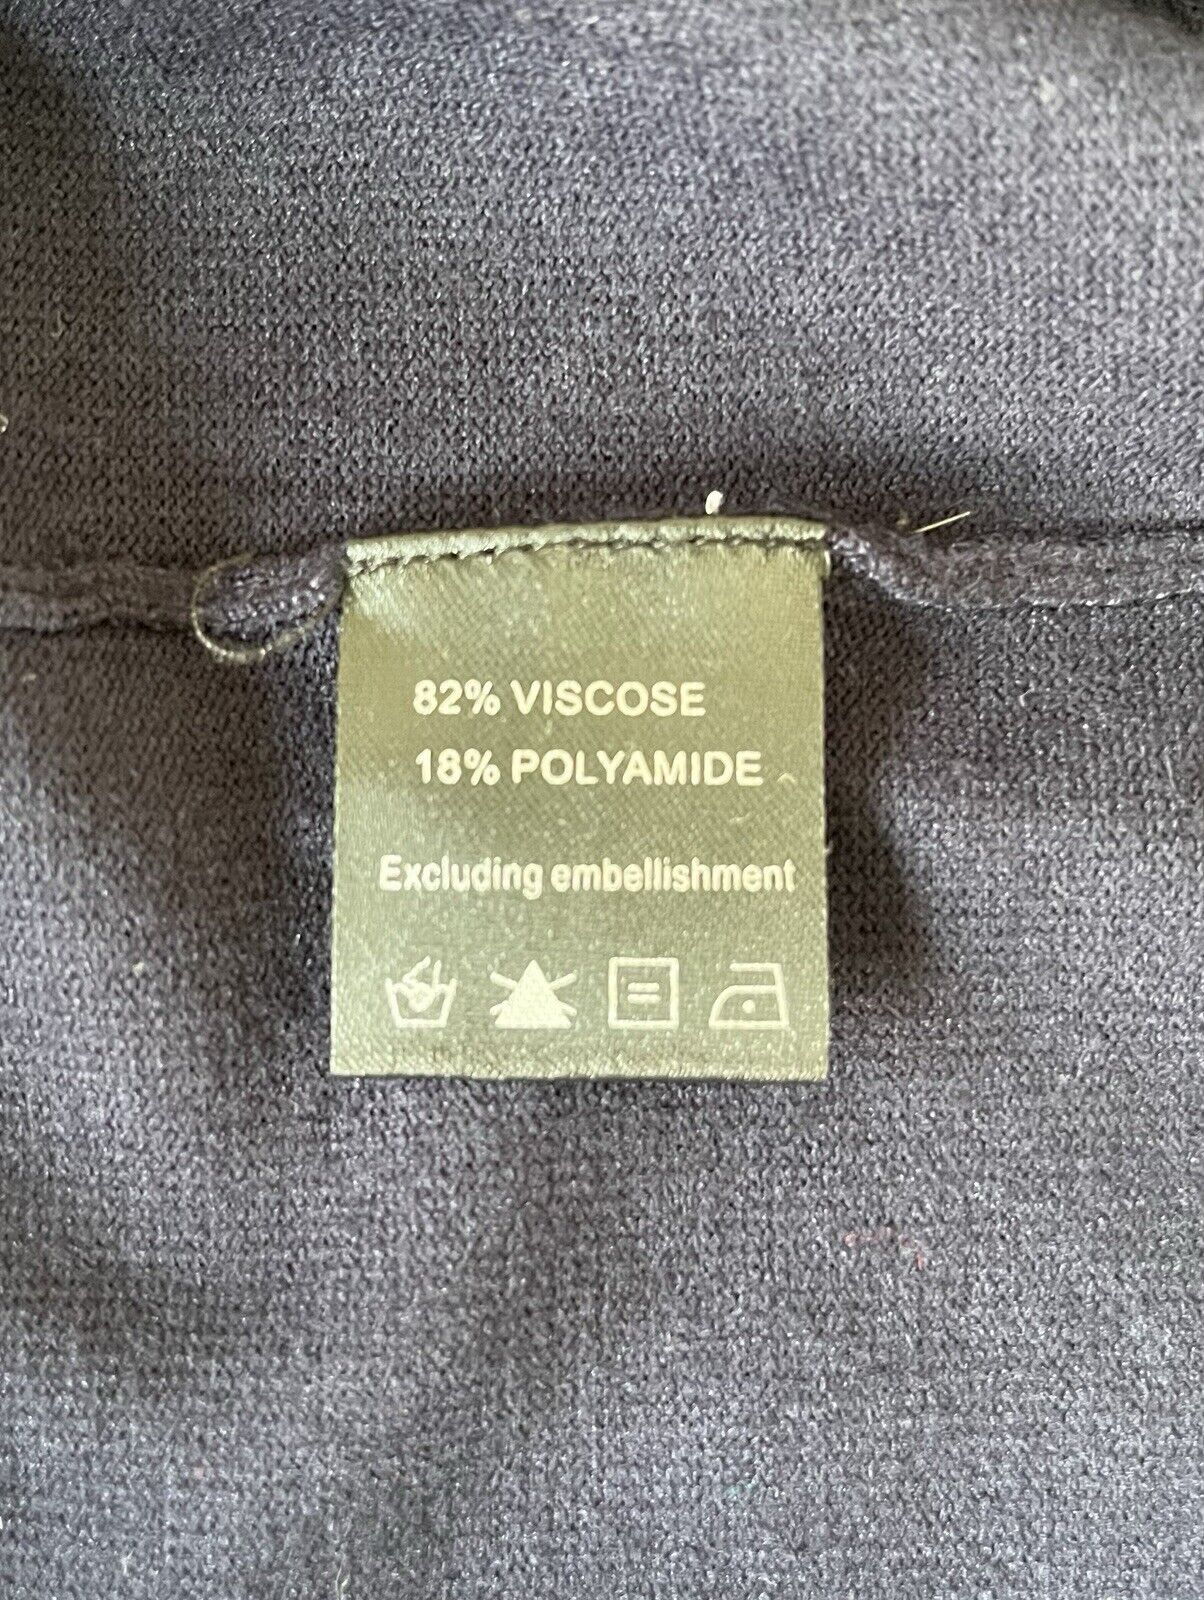 82% VISCOSE
18% POLYAMIDE
Excluding embellishment